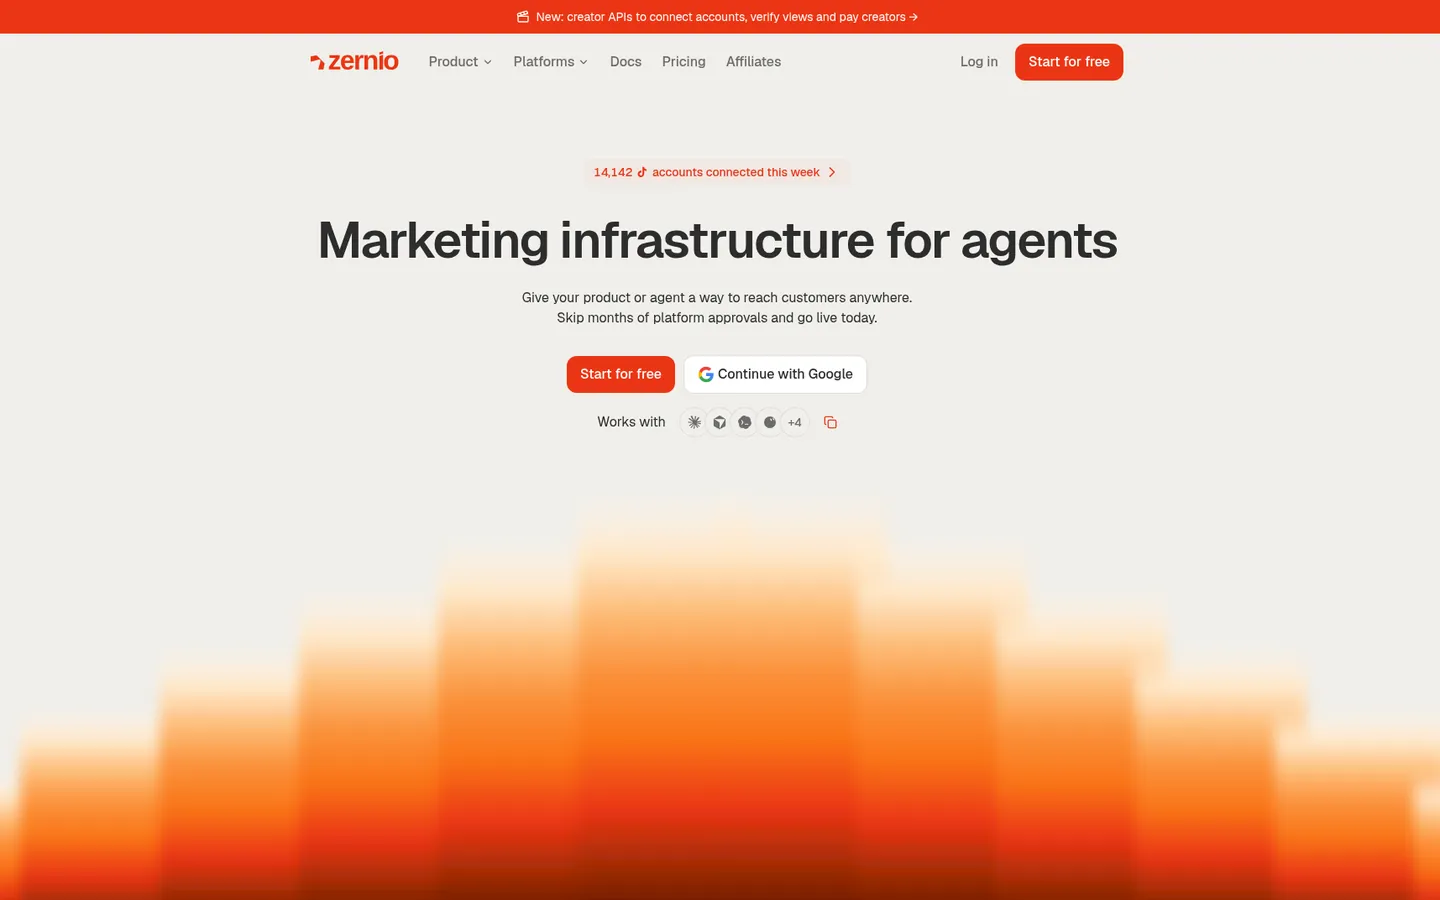 New: creator APIs to connect accounts, verify views and pay creators →
zernio
Product
Platforms
Docs
Pricing
Affiliates
Log in
Start for free
14,142 accounts connected this week
Marketing infrastructure for agents
Give your product or agent a way to reach customers anywhere.
Skip months of platform approvals and go live today.
Start for free
Continue with Google
Works with
+4